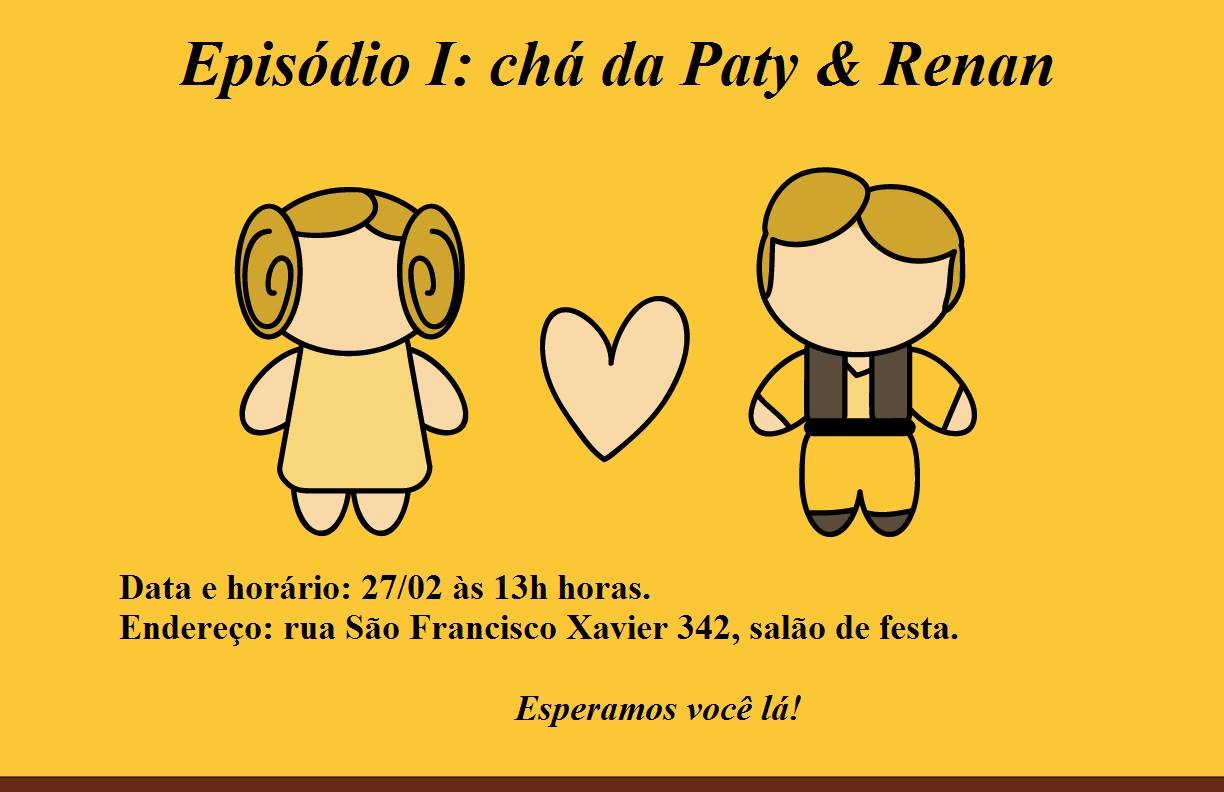 Episódio I: chá da Paty & Renan
Data e horário: 27/02 às 13h horas.
Endereço: rua São Francisco Xavier 342, salão de festa.
Esperamos você lá!